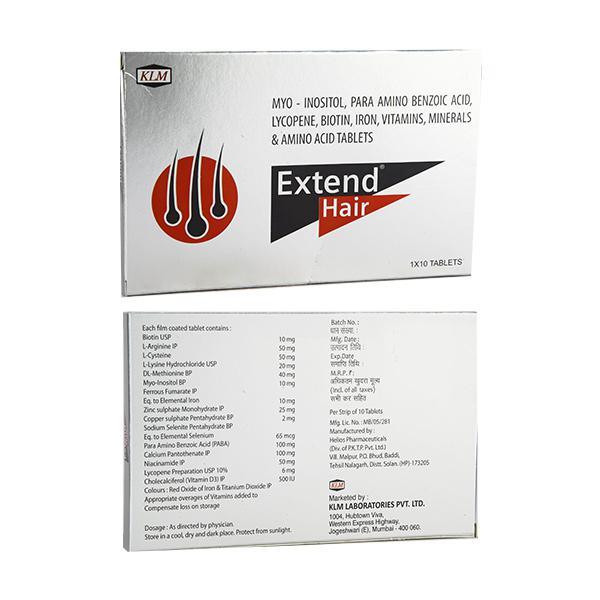 KLM
MYO - INOSITOL, PARA AMINO BENZOIC ACID,
LYCOPENE, BIOTIN, IRON, VITAMINS, MINERALS
& AMINO ACID TABLETS
Extend®
Hair
1X10 TABLETS
Each film coated tablet contains :
Biotin USP 10 mg
L-Arginine IP 50 mg
L-Cysteine 50 mg
L-Lysine Hydrochloride USP 20 mg
DL-Methionine BP 40 mg
Myo-Inositol BP 10 mg
Ferrous Fumarate IP
Eq. to Elemental Iron 10 mg
Zinc sulphate Monohydrate IP 25 mg
Copper sulphate Pentahydrate BP 2 mg
Sodium Selenite Pentahydrate BP
Eq. to Elemental Selenium 65 mcg
Para Amino Benzoic Acid (PABA) 100 mg
Calcium Pantothenate IP 100 mg
Niacinamide IP 50 mg
Lycopene Preparation USP 10% 6 mg
Cholecalciferol (Vitamin D3) IP 500 IU
Colours : Red Oxide of Iron & Titanium Dioxide IP
Appropriate overages of Vitamins added to
Compensate loss on storage
Dosage : As directed by physician.
Store in a cool, dry and dark place. Protect from sunlight.
Batch No. :
घान संख्या :
Mfg. Date :
उत्पादन तिथि :
Exp.Date
समाप्ति तिथि :
M.R.P. ₹:
अधिकतम खुदरा मूल्य
(Incl. of all taxes)
सभी कर सहित
Per Strip of 10 Tablets
Mfg. Lic. No.: MB/05/281
Manufactured by :
Helios Pharmaceuticals
(Div. of P.K.T.P. Pvt. Ltd.)
Vill. Malpur, P.O. Bhud, Baddi,
Tehsil Nalagarh, Distt. Solan. (HP)-173205
KLM
Marketed by :
KLM LABORATORIES PVT. LTD.
1004, Hubtown Viva,
Western Express Highway,
Jogeshwari (E), Mumbai - 400 060.